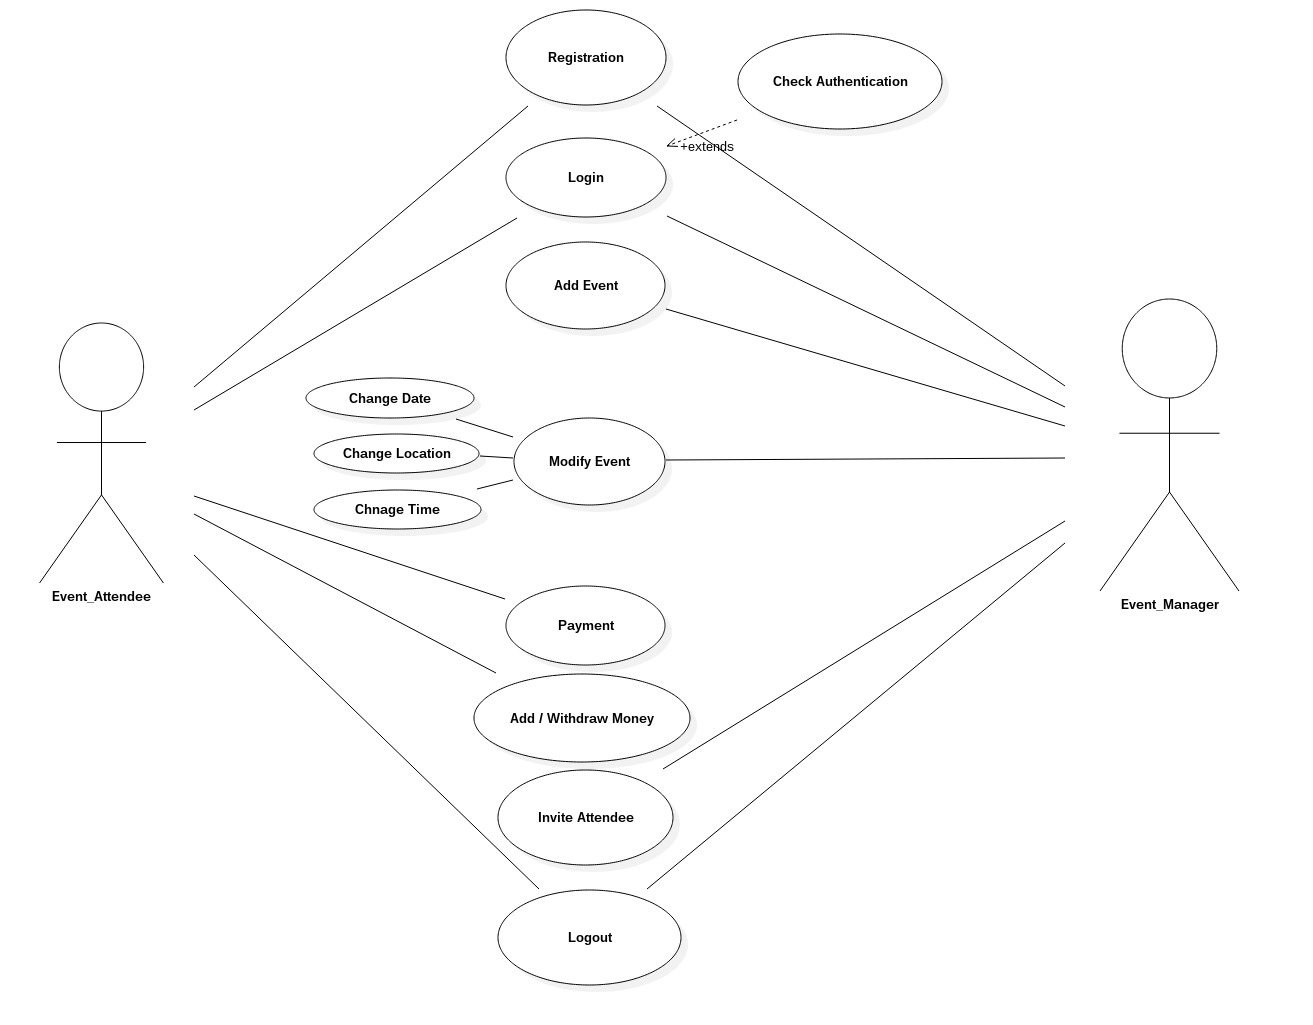 Registration
Check Authentication
+extends
Login
Add Event
Change Date
Change Location
Modify Event
Chnage Time
Event_Attendee
Event_Manager
Payment
Add / Withdraw Money
Invite Attendee
Logout